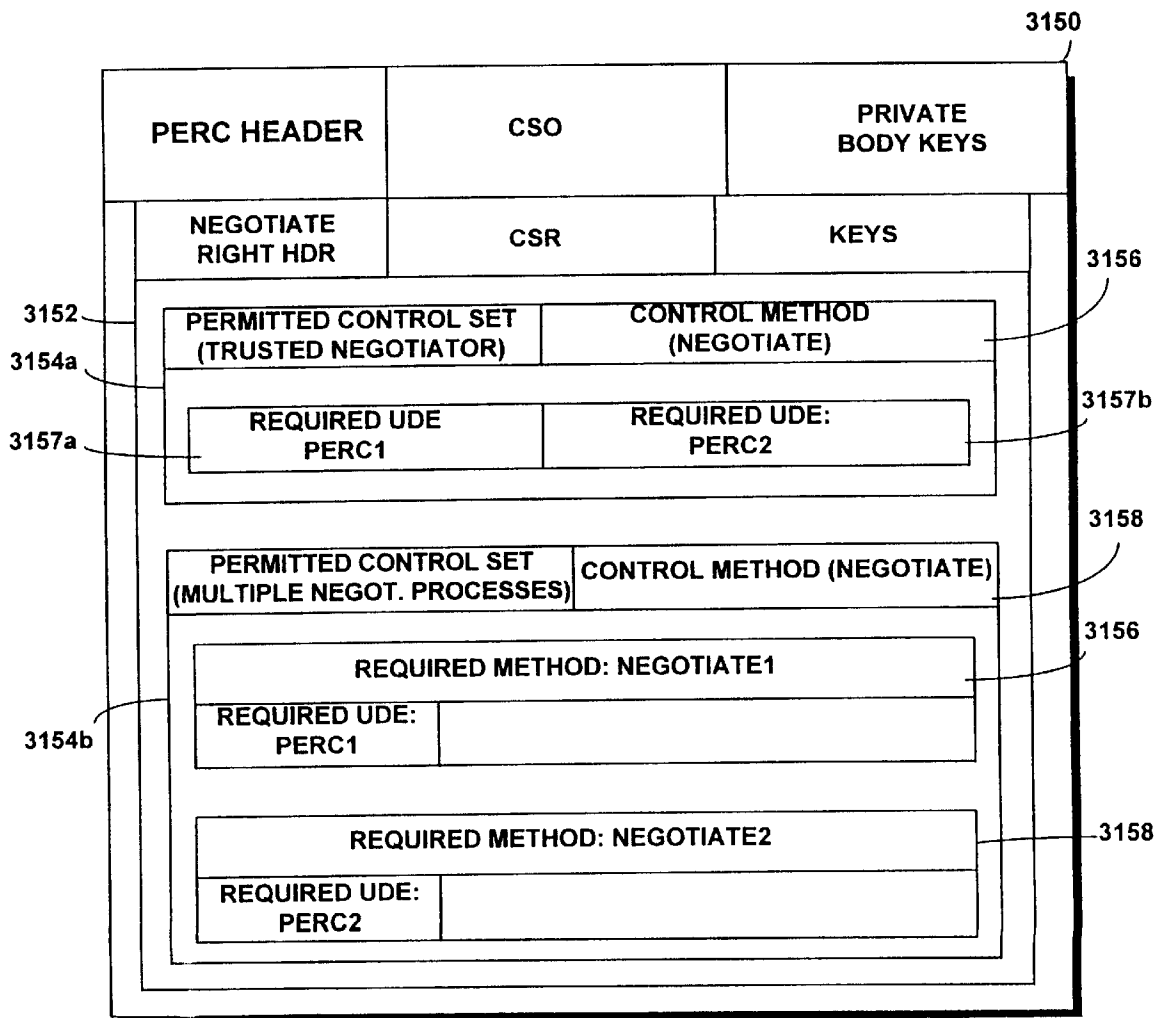 3150
PERC HEADER
CSO
PRIVATE
BODY KEYS
NEGOTIATE
RIGHT HDR
CSR
KEYS
3156
3152
PERMITTED CONTROL SET
(TRUSTED NEGOTIATOR)
CONTROL METHOD
(NEGOTIATE)
3154a
REQUIRED UDE
PERC1
REQUIRED UDE:
PERC2
3157b
3157a
3158
PERMITTED CONTROL SET
(MULTIPLE NEGOT. PROCESSES)
CONTROL METHOD (NEGOTIATE)
3156
REQUIRED METHOD: NEGOTIATE1
REQUIRED UDE:
PERC1
3154b
REQUIRED METHOD: NEGOTIATE2
3158
REQUIRED UDE:
PERC2